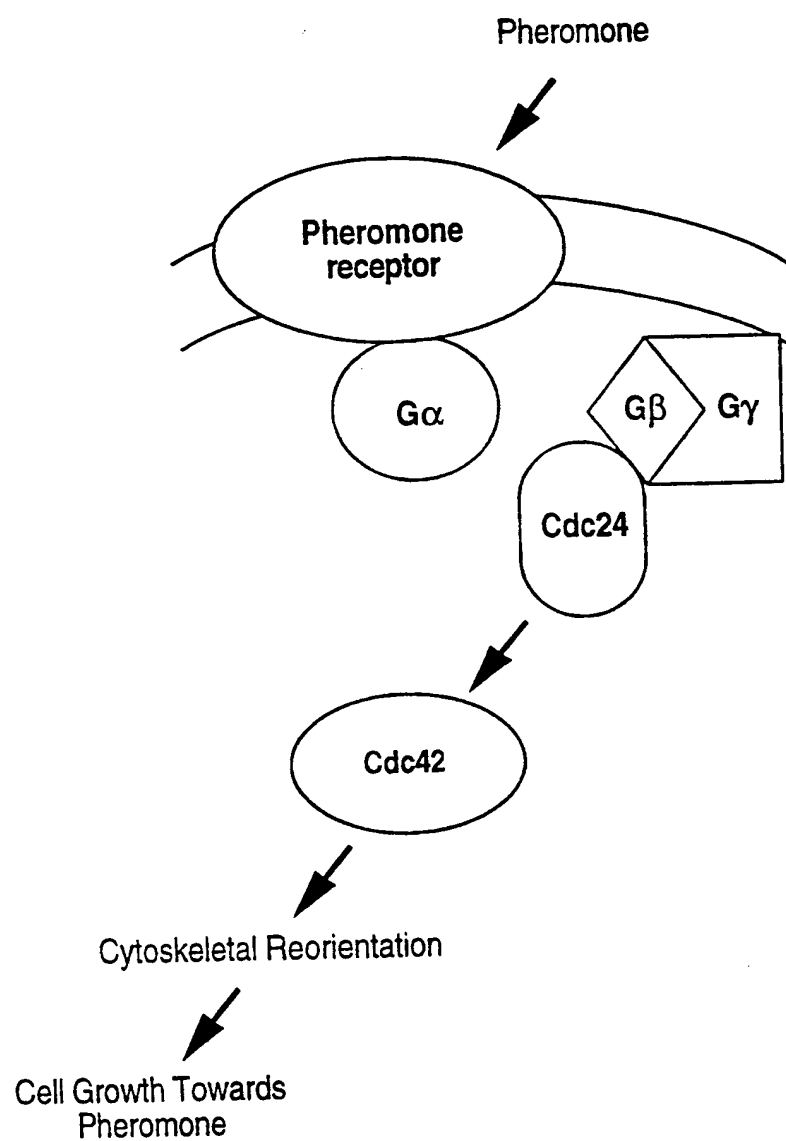 Pheromone
Pheromone
receptor
Gα
Gβ
Gγ
Cdc24
Cdc42
Cytoskeletal Reorientation
Cell Growth Towards
Pheromone